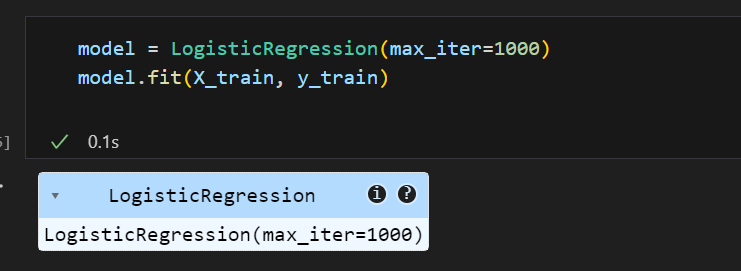 model = LogisticRegression(max_iter=1000)
model.fit(X_train, y_train)
0.1s
LogisticRegression
i ?
LogisticRegression(max_iter=1000)